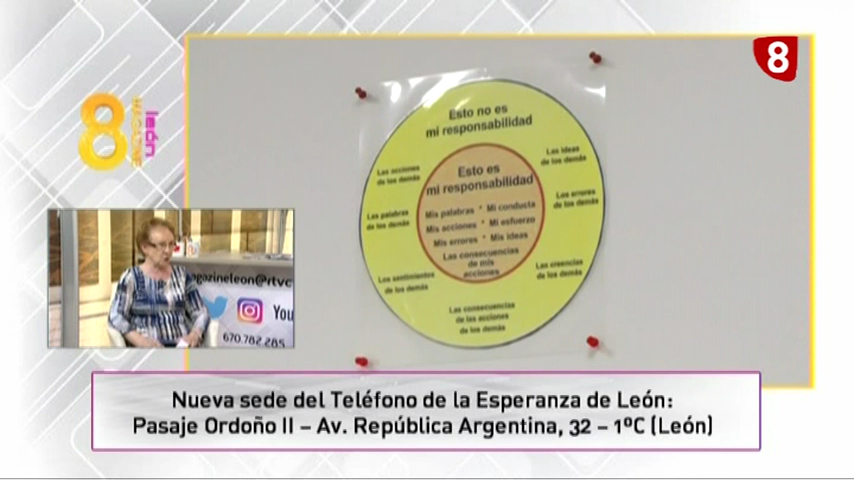 8
8
león
MAGAZINE
Esto no es
mi responsabilidad
Las acciones
de los demás
Las ideas
de los demás
Esto es
mi responsabilidad
Las palabras
de los demás
Los errores
de los demás
Mis palabras * Mi conducta
Mis acciones * Mi esfuerzo
Mis errores * Mis ideas
Las consecuencias
de mis
acciones
Los sentimientos
de los demás
Las creencias
de los demás
Las consecuencias
de las acciones
de los demás
magazineleon@rtvc
You
670.782.285
Nueva sede del Teléfono de la Esperanza de León:
Pasaje Ordoño II – Av. República Argentina, 32 – 1ºC (León)